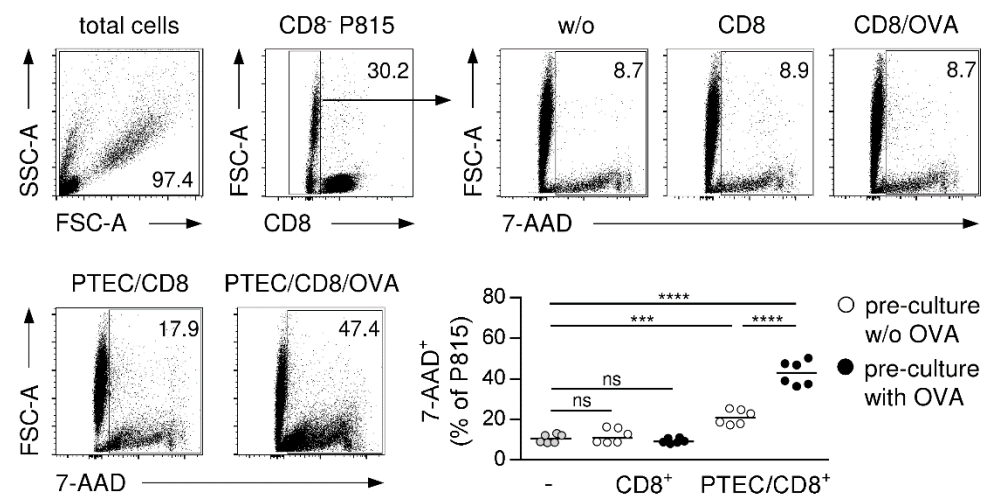 total cells
CD8⁻ P815
w/o
CD8
CD8/OVA
97.4
30.2
8.7
8.9
8.7
SSC-A
FSC-A
FSC-A
CD8
FSC-A
7-AAD
PTEC/CD8
PTEC/CD8/OVA
17.9
47.4
FSC-A
7-AAD
7-AAD⁺
(% of P815)
80
60
40
20
0
****
***
****
ns
ns
-
CD8⁺
PTEC/CD8⁺
pre-culture
w/o OVA
pre-culture
with OVA